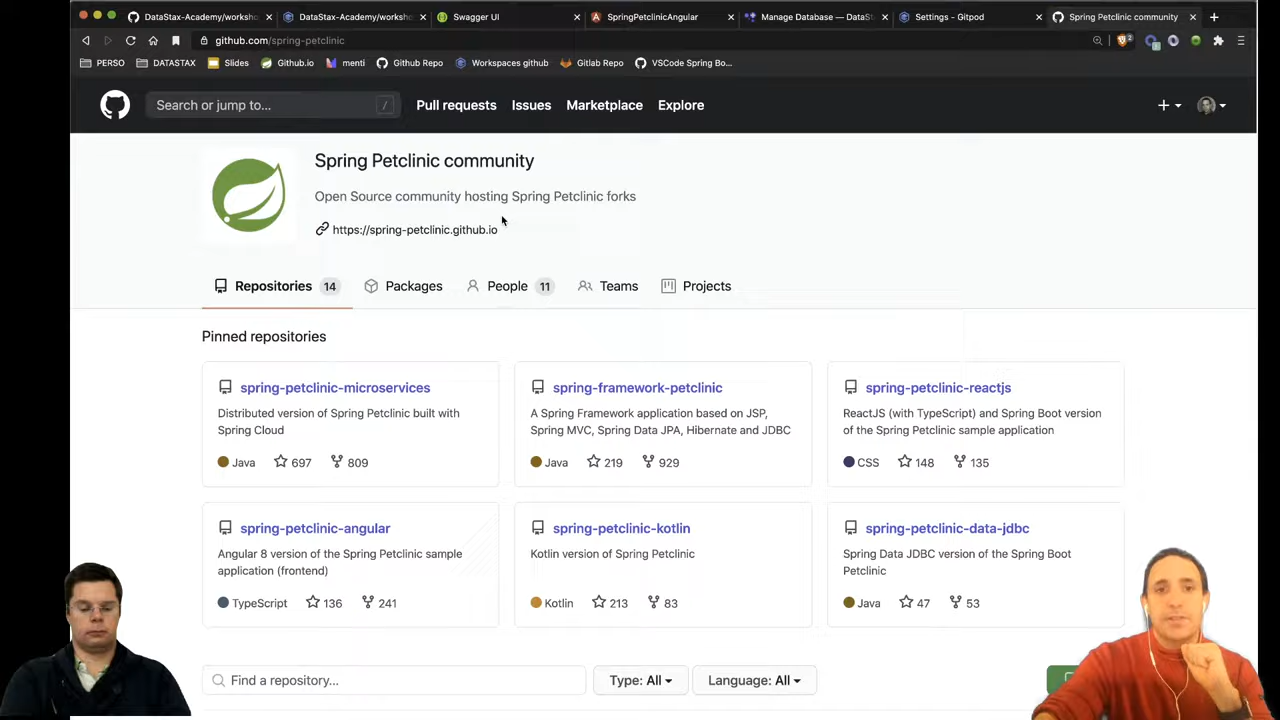 DataStax-Academy/worksho
DataStax-Academy/worksho
Swagger UI
SpringPetclinicAngular
Manage Database — DataS
Settings - Gitpod
Spring Petclinic community
github.com/spring-petclinic
PERSO
DATASTAX
Slides
Github.io
menti
Github Repo
Workspaces github
Gitlab Repo
VSCode Spring Bo...
Search or jump to...
/
Pull requests
Issues
Marketplace
Explore
Spring Petclinic community
Open Source community hosting Spring Petclinic forks
https://spring-petclinic.github.io
Repositories 14
Packages
People 11
Teams
Projects
Pinned repositories
spring-petclinic-microservices
Distributed version of Spring Petclinic built with
Spring Cloud
Java 697 809
spring-framework-petclinic
A Spring Framework application based on JSP,
Spring MVC, Spring Data JPA, Hibernate and JDBC
Java 219 929
spring-petclinic-reactjs
ReactJS (with TypeScript) and Spring Boot version
of the Spring Petclinic sample application
CSS 148 135
spring-petclinic-angular
Angular 8 version of the Spring Petclinic sample
application (frontend)
TypeScript 136 241
spring-petclinic-kotlin
Kotlin version of Spring Petclinic
Kotlin 213 83
spring-petclinic-data-jdbc
Spring Data JDBC version of the Spring Boot
Petclinic
Java 47 53
Find a repository...
Type: All
Language: All